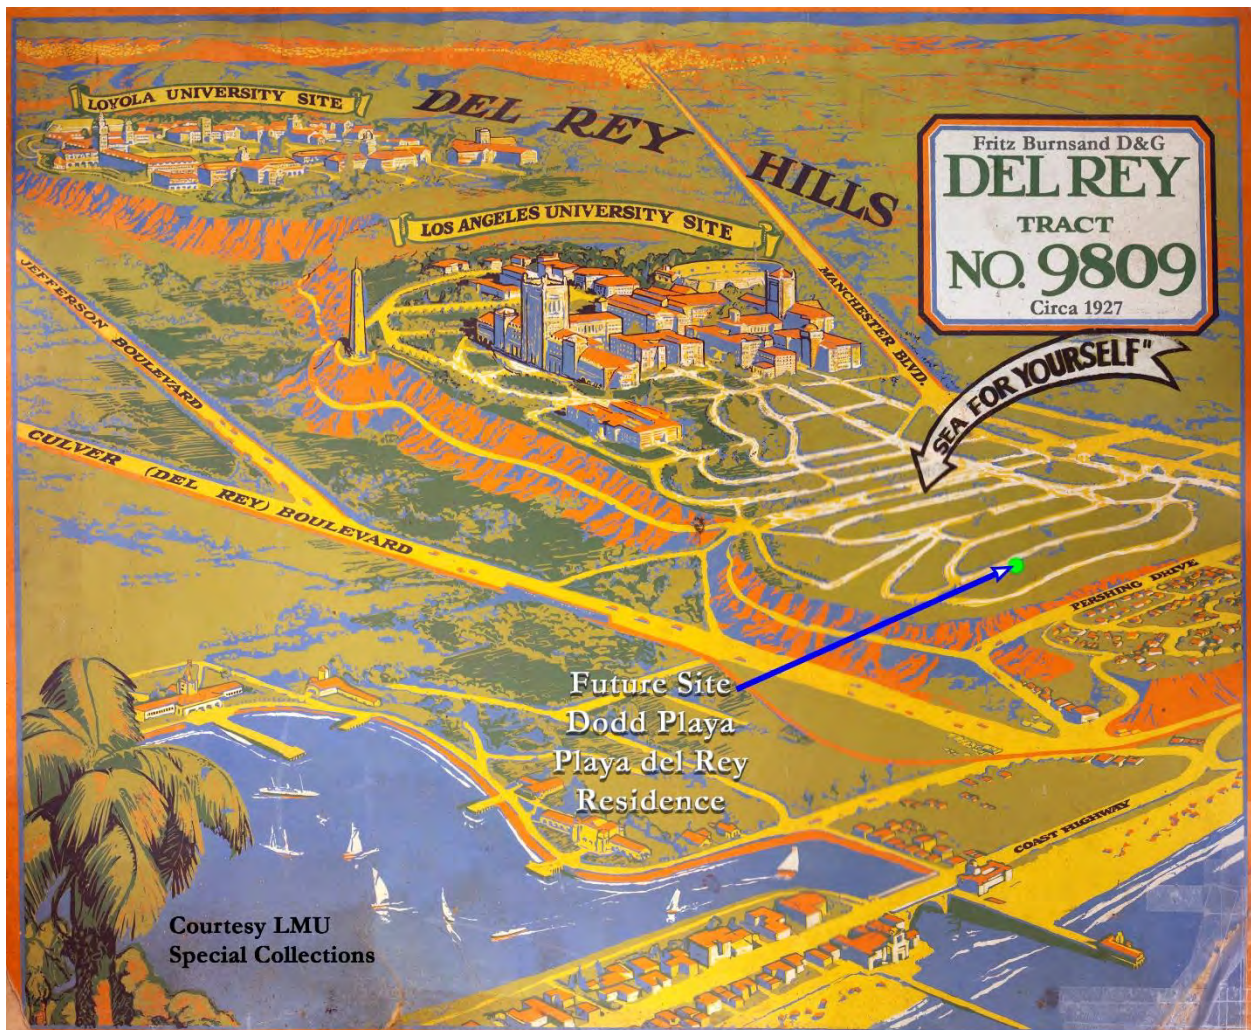 LOYOLA UNIVERSITY SITE
DEL REY HILLS
Fritz Burnsand D&G
DEL REY
TRACT
NO. 9809
Circa 1927
LOS ANGELES UNIVERSITY SITE
JEFFERSON BOULEVARD
MANCHESTER BLVD.
SEA FOR YOURSELF"
CULVER (DEL REY) BOULEVARD
PERSHING DRIVE
Future Site
Dodd Playa
Playa del Rey
Residence
COAST HIGHWAY
Courtesy LMU
Special Collections